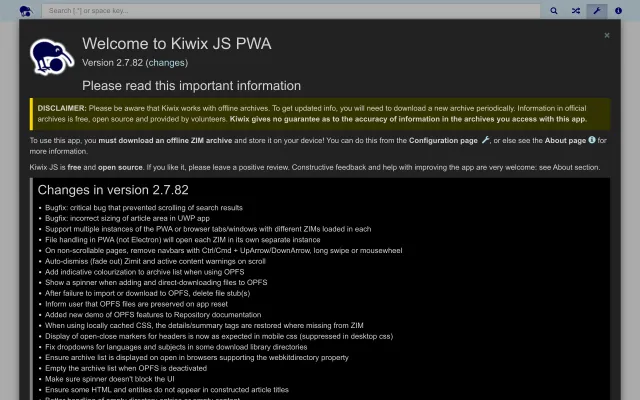 Search [.*] or space key...
×
Welcome to Kiwix JS PWA
Version 2.7.82 (changes)
Please read this important information
DISCLAIMER: Please be aware that Kiwix works with offline archives. To get updated info, you will need to download a new archive periodically. Information in official
archives is free, open source and provided by volunteers. Kiwix gives no guarantee as to the accuracy of information in the archives you access with this app.
To use this app, you must download an offline ZIM archive and store it on your device! You can do this from the Configuration page , or else see the About page for
more information.
Kiwix JS is free and open source. If you like it, please leave a positive review. Constructive feedback and help with improving the app are very welcome: see About section.
Changes in version 2.7.82
• Bugfix: critical bug that prevented scrolling of search results
• Bugfix: incorrect sizing of article area in UWP app
• Support multiple instances of the PWA or browser tabs/windows with different ZIMs loaded in each
• File handling in PWA (not Electron) will open each ZIM in its own separate instance
• On non-scrollable pages, remove navbars with Ctrl/Cmd + UpArrow/DownArrow, long swipe or mousewheel
• Auto-dismiss (fade out) Zimit and active content warnings on scroll
• Add indicative colourization to archive list when using OPFS
• Show a spinner when adding and direct-downloading files to OPFS
• After failure to import or download to OPFS, delete file stub(s)
• Inform user that OPFS files are preserved on app reset
• Added new demo of OPFS features to Repository documentation
• When using locally cached CSS, the details/summary tags are restored where missing from ZIM
• Display of open-close markers for headers is now as expected in mobile css (suppressed in desktop css)
• Fix dropdowns for languages and subjects in some download library directories
• Ensure archive list is displayed on open in browsers supporting the webkitdirectory property
• Empty the archive list when OPFS is deactivated
• Make sure spinner doesn't block the UI
• Ensure some HTML and entities do not appear in constructed article titles